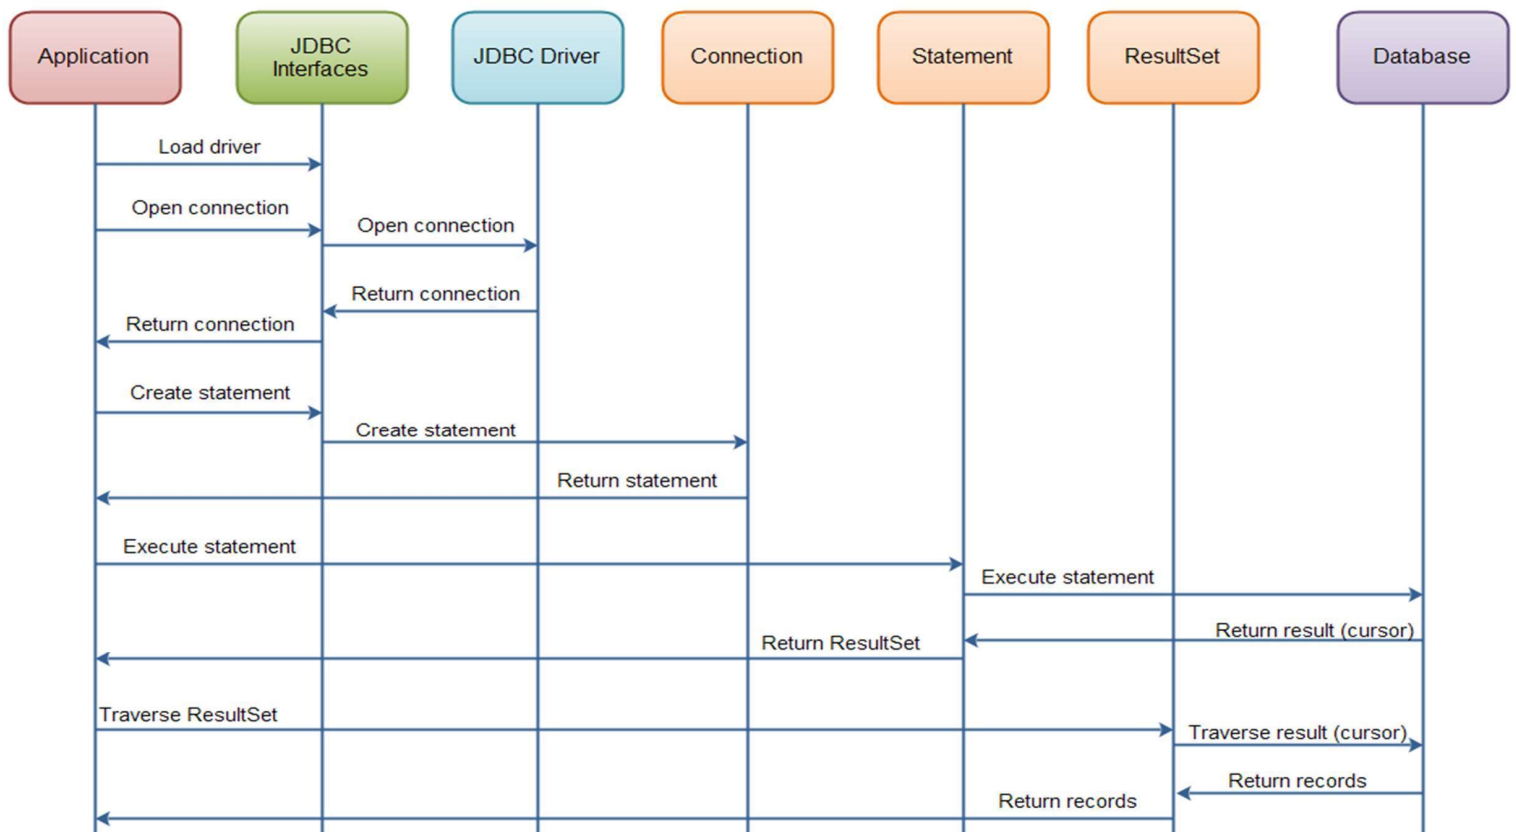 Application
JDBC
Interfaces
JDBC Driver
Connection
Statement
ResultSet
Database
Load driver
Open connection
Open connection
Return connection
Return connection
Create statement
Create statement
Return statement
Execute statement
Execute statement
Return result (cursor)
Return ResultSet
Traverse ResultSet
Traverse result (cursor)
Return records
Return records